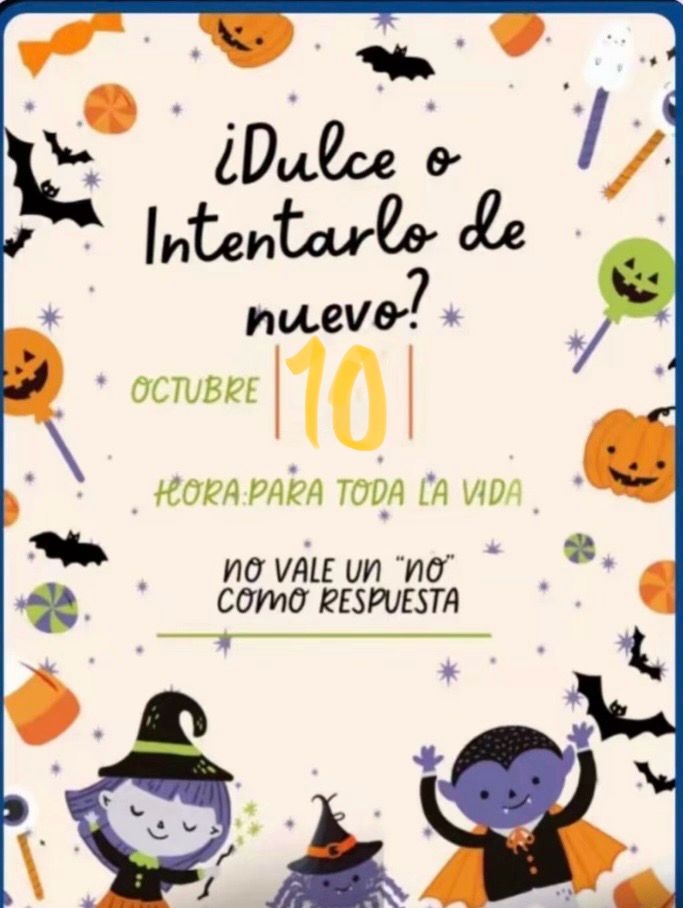 ¿Dulce o
Intentarlo de
nuevo?
OCTUBRE | 10 |
HORA:PARA TODA LA VIDA
NO VALE UN "NO"
COMO RESPUESTA